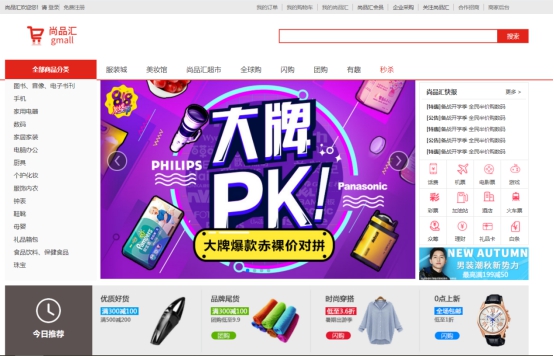 尚品汇欢迎您! 请 登录 免费注册
我的订单 | 我的购物车 | 我的尚品汇 | 尚品汇会员 | 企业采购 | 关注尚品汇 | 合作招商 | 商家后台
尚品汇
gmall
搜索
全部商品分类 服装城 美妆馆 尚品汇超市 全球购 闪购 团购 有趣 秒杀
图书、音像、电子书刊
手机
家用电器
数码
家居家装
电脑办公
厨具
个护化妆
服饰内衣
钟表
鞋靴
母婴
礼品箱包
食品饮料、保健食品
珠宝
大牌
PK!
PHILIPS
Panasonic
大牌爆款赤裸价对拼
尚品汇快报 更多 >
[特惠]备战开学季 全民半价购数码
[公告]备战开学季 全民半价购数码
[特惠]备战开学季 全民半价购数码
[公告]备战开学季 全民半价购数码
[特惠]备战开学季 全民半价购数码
话费 机票 电影票 游戏
彩票 加油站 酒店 火车票
众筹 理财 礼品卡 白条
NEW AUTUMN
男装潮秋新势力
最高满199减50
今日推荐
优质好货
满300减100
满500减200
品牌尾货
满300减100
团购低至9.9
团购
时尚穿搭
低至3.6折
闪购
0点上新
全场包邮
低至1折
闪购